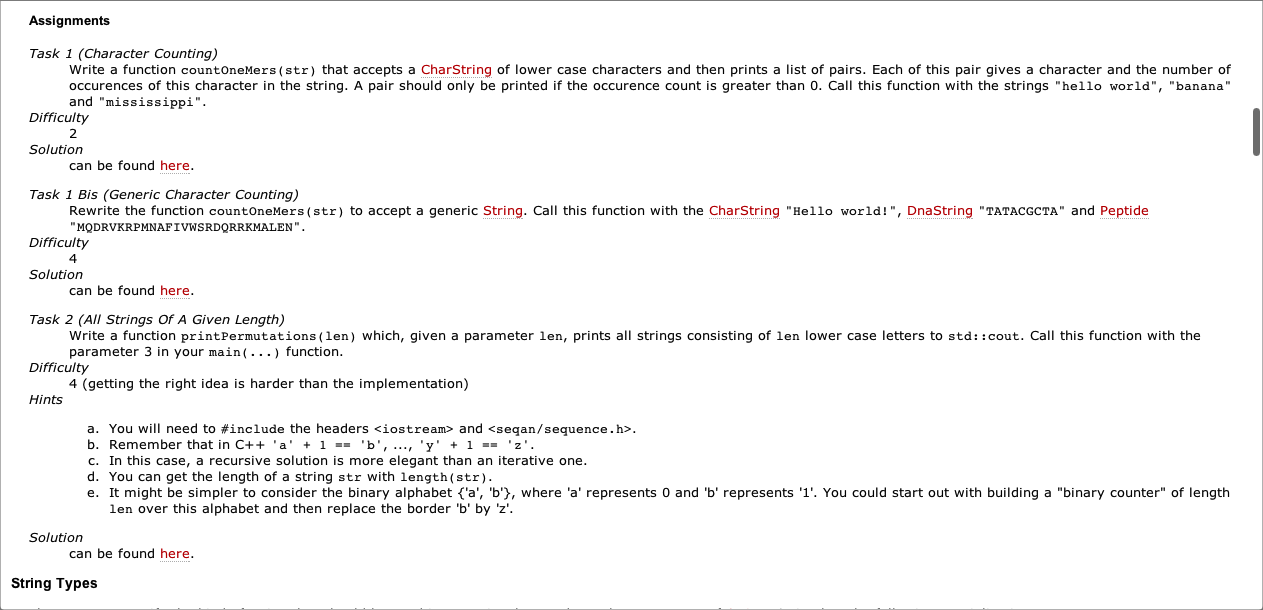 Assignments
Task 1 (Character Counting)
Write a function countOneMers(str) that accepts a CharString of lower case characters and then prints a list of pairs. Each of this pair gives a character and the number of
occurences of this character in the string. A pair should only be printed if the occurence count is greater than 0. Call this function with the strings "hello world", "banana"
and "mississippi".
Difficulty
2
Solution
can be found here.
Task 1 Bis (Generic Character Counting)
Rewrite the function countOneMers(str) to accept a generic String. Call this function with the CharString "Hello world!", DnaString "TATACGCTA" and Peptide
"MQDRVKRPMNAFIVWSRDQRRKMALEN".
Difficulty
4
Solution
can be found here.
Task 2 (All Strings Of A Given Length)
Write a function printPermutations(len) which, given a parameter len, prints all strings consisting of len lower case letters to std::cout. Call this function with the
parameter 3 in your main(...) function.
Difficulty
4 (getting the right idea is harder than the implementation)
Hints
a. You will need to #include the headers <iostream> and <seqan/sequence.h>.
b. Remember that in C++ 'a' + 1 == 'b', ..., 'y' + 1 == 'z'.
c. In this case, a recursive solution is more elegant than an iterative one.
d. You can get the length of a string str with length(str).
e. It might be simpler to consider the binary alphabet {'a', 'b'}, where 'a' represents 0 and 'b' represents '1'. You could start out with building a "binary counter" of length
len over this alphabet and then replace the border 'b' by 'z'.
Solution
can be found here.
String Types